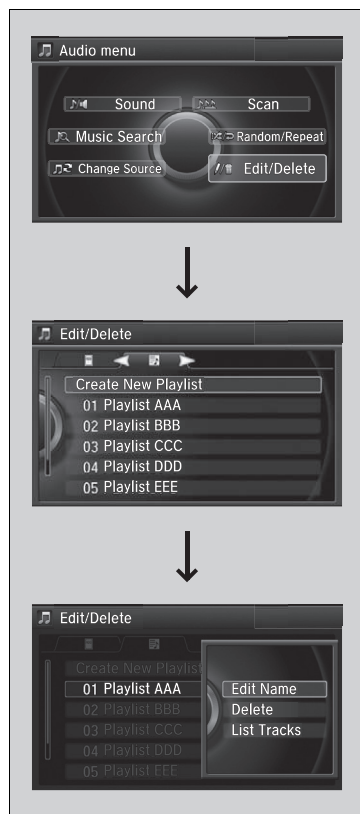 Audio menu
Sound
Scan
Music Search
Random/Repeat
Change Source
Edit/Delete
Edit/Delete
Create New Playlist
01 Playlist AAA
02 Playlist BBB
03 Playlist CCC
04 Playlist DDD
05 Playlist EEE
Edit/Delete
Create New Playlis
01 Playlist AAA
Edit Name
02 Playlist BBB
Delete
03 Playlist CCC
List Tracks
04 Playlist DDD
05 Playlist EEE